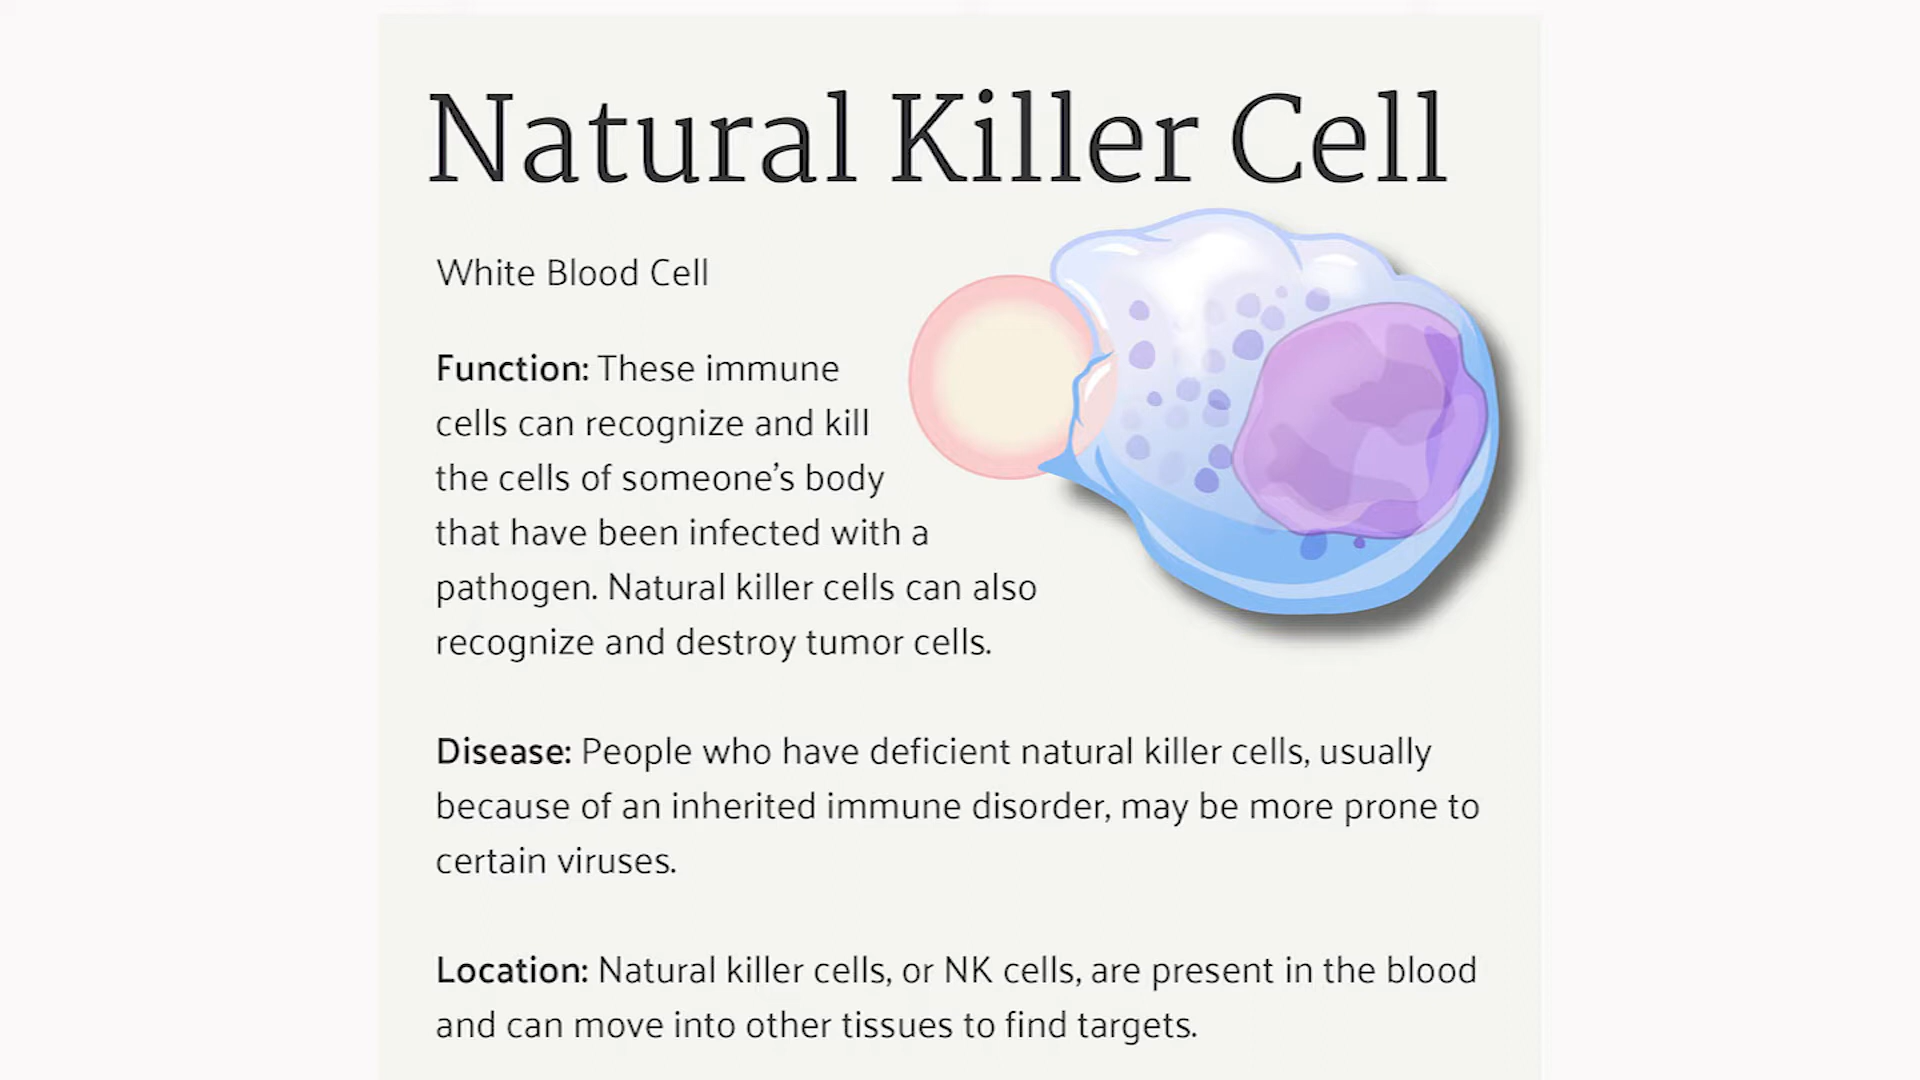 Natural Killer Cell
White Blood Cell
Function: These immune
cells can recognize and kill
the cells of someone’s body
that have been infected with a
pathogen. Natural killer cells can also
recognize and destroy tumor cells.
Disease: People who have deficient natural killer cells, usually
because of an inherited immune disorder, may be more prone to
certain viruses.
Location: Natural killer cells, or NK cells, are present in the blood
and can move into other tissues to find targets.